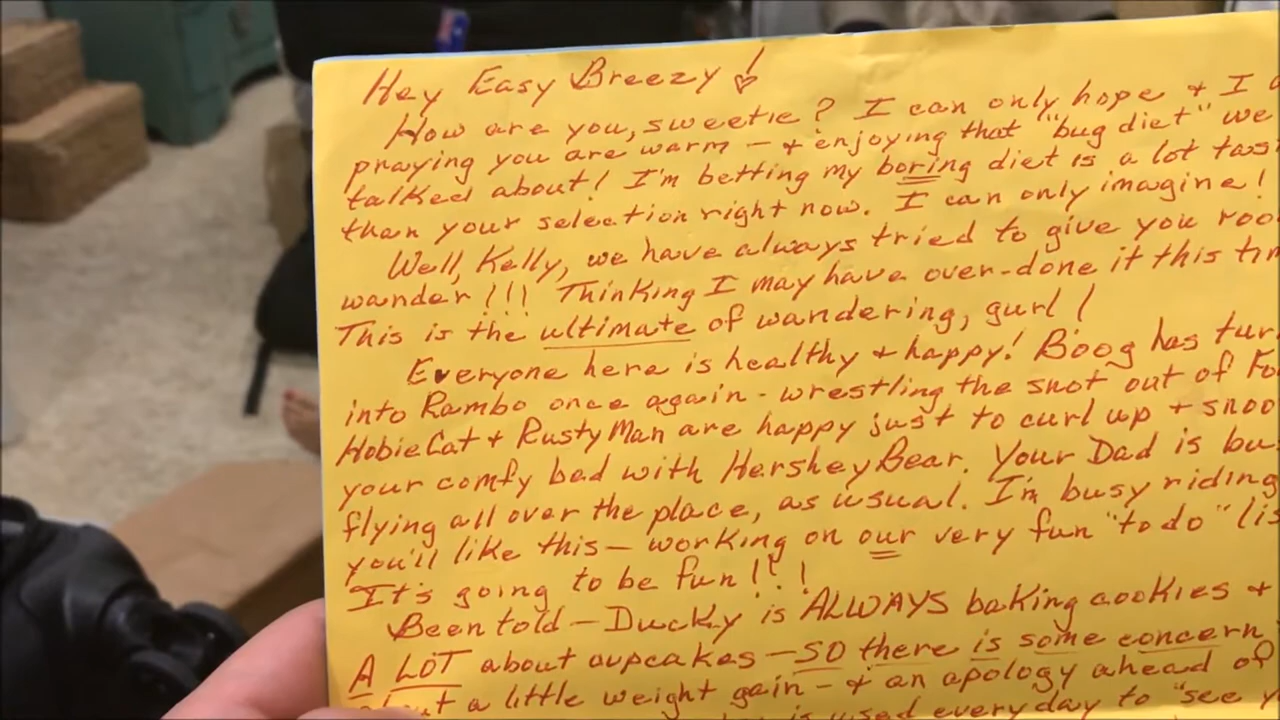 Hey Easy Breezy!
How are you, sweetie? I can only hope + I
praying you are warm - + enjoying that "bug diet" we
talked about! I'm betting my boring diet is a lot
than your selection right now. I can only imagine!
Well, Kelly, we have always tried to give you
wander!!! Thinking I may have over-done it this
This is the ultimate of wandering, gurl!
Everyone here is healthy + happy! Boog has
into Rambo once again - wrestling the snot out of
HobieCat + RustyMan are happy just to curl up +
your comfy bed with HersheyBear. Your Dad is
flying all over the place, as usual. I'm busy riding
you'll like this - working on our very fun "to do"
It's going to be fun!!!
Been told - Ducky is ALWAYS baking cookies +
A LOT about cupcakes - SO there is some concern
a little weight gain - + an apology ahead of
is used everyday to "see